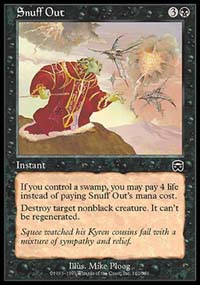 Snuff Out 3
Instant
If you control a swamp, you may pay 4 life
instead of paying Snuff Out's mana cost.
Destroy target nonblack creature. It can't
be regenerated.
Squee watched his Kyren cousins fail with a
mixture of sympathy and relief.
Illus. Mike Ploog